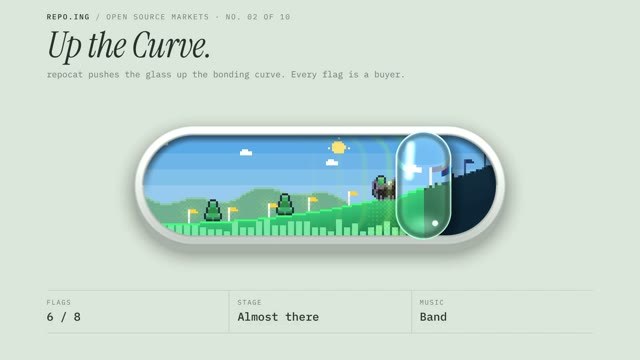 REPO.ING / OPEN SOURCE MARKETS · NO. 02 OF 10
Up the Curve.
repocat pushes the glass up the bonding curve. Every flag is a buyer.
FLAGS
6 / 8
STAGE
Almost there
MUSIC
Band